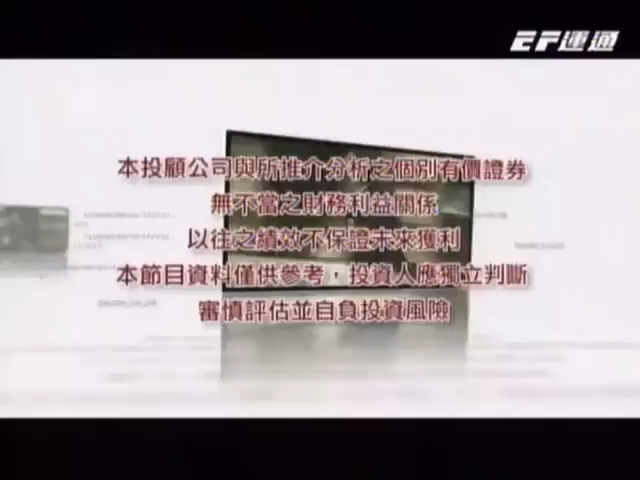 EF運通
本投顧公司與所推介分析之個別有價證券
無不當之財務利益關係
以往之績效不保證未來獲利
本節目資料僅供參考,投資人應獨立判斷
審慎評估並自負投資風險